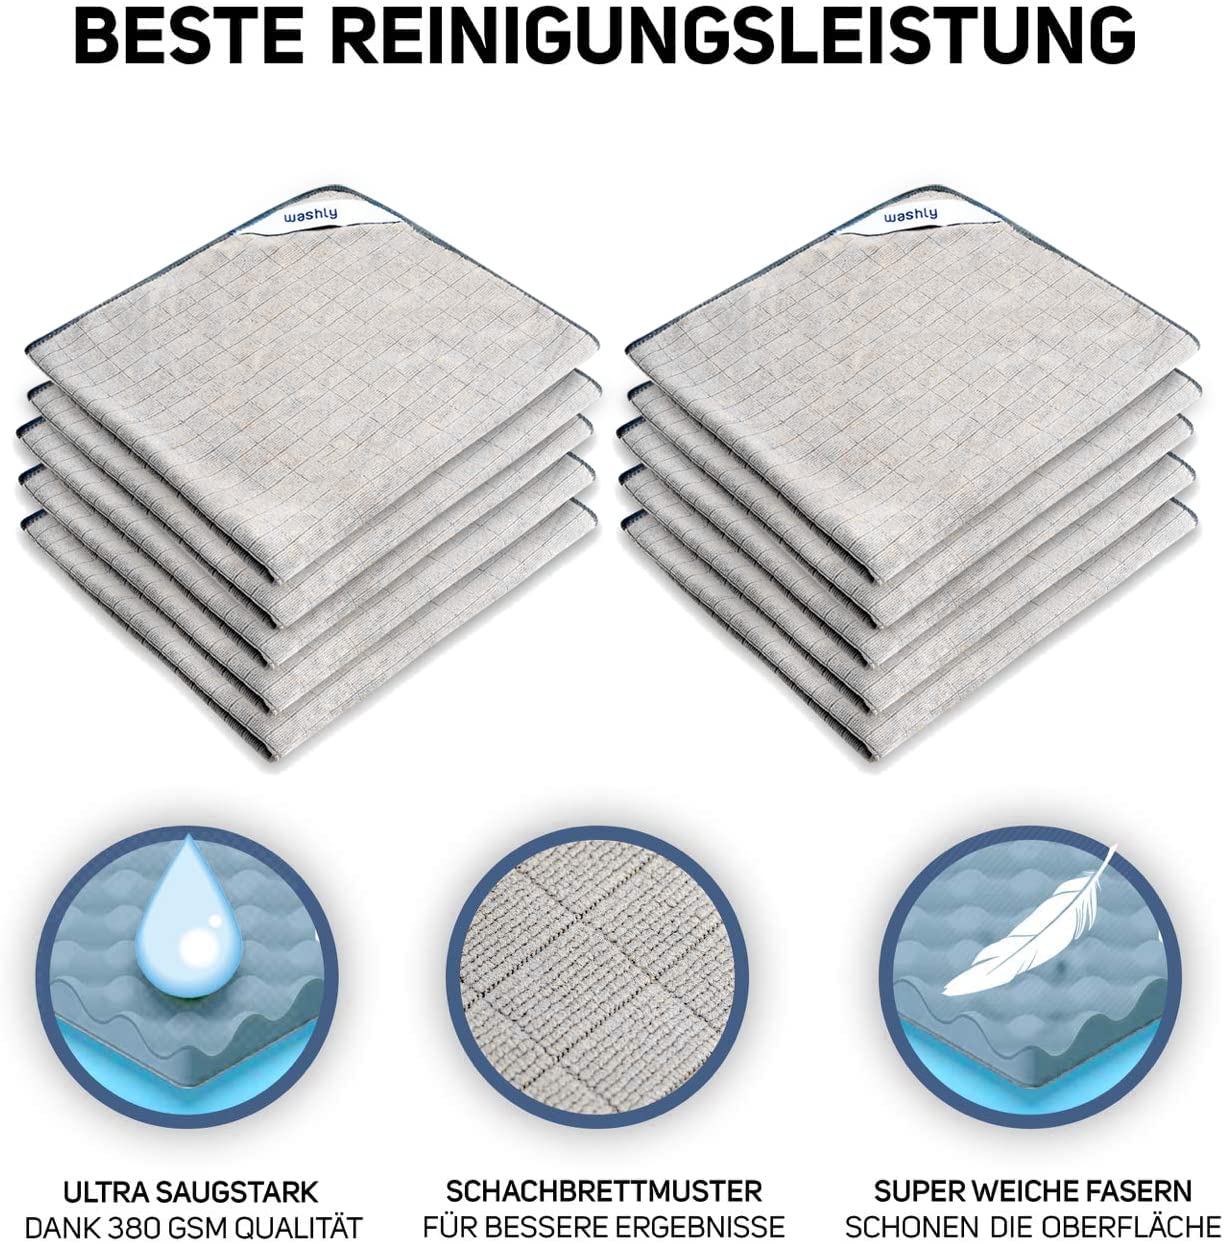 BESTE REINIGUNGSLEISTUNG
washly
washly
ULTRA SAUGSTARK
DANK 380 GSM QUALITÄT
SCHACHBRETTMUSTER
FÜR BESSERE ERGEBNISSE
SUPER WEICHE FASERN
SCHONEN DIE OBERFLÄCHE